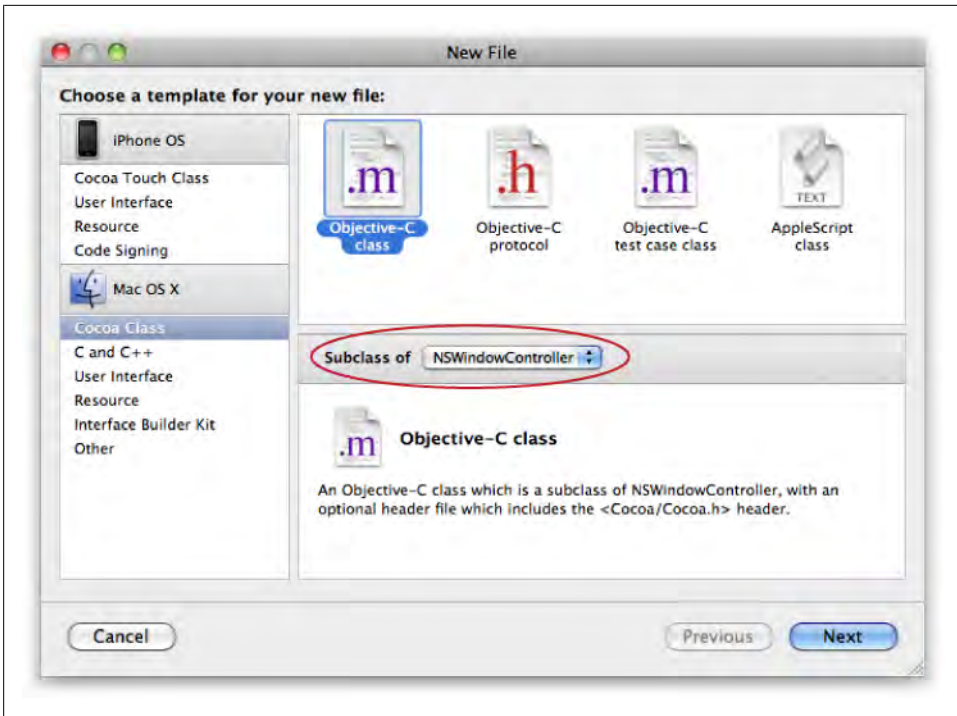 New File
Choose a template for your new file:
iPhone OS
Cocoa Touch Class
User Interface
Resource
Code Signing
Mac OS X
Cocoa Class
C and C++
User Interface
Resource
Interface Builder Kit
Other
.m
Objective-C
class
.h
Objective-C
protocol
.m
Objective-C
test case class
TEXT
AppleScript
class
Subclass of NSWindowController
.m
Objective-C class
An Objective-C class which is a subclass of NSWindowController, with an
optional header file which includes the <Cocoa/Cocoa.h> header.
Cancel
Previous
Next